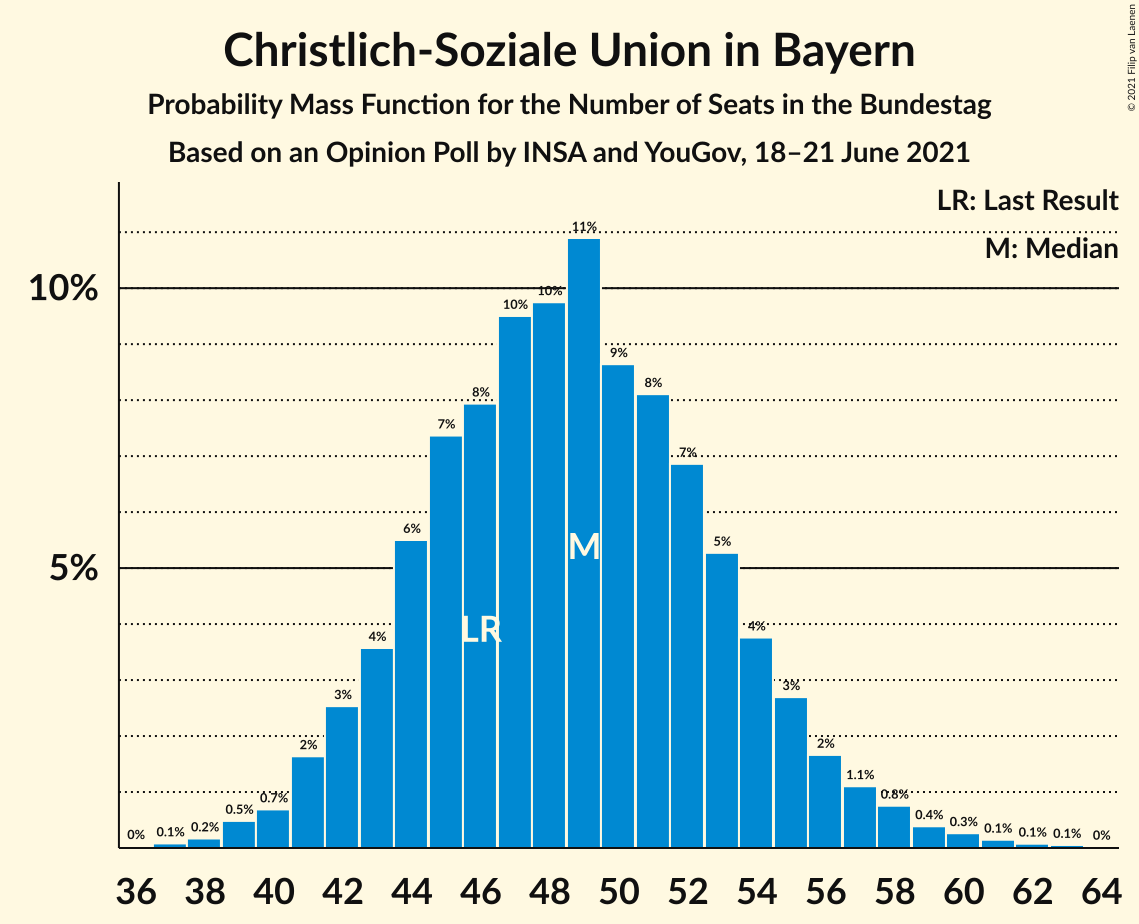 Christlich-Soziale Union in Bayern
Probability Mass Function for the Number of Seats in the Bundestag
Based on an Opinion Poll by INSA and YouGov, 18–21 June 2021
© 2021 Filip van Laenen
LR: Last Result
M: Median
10%
5%
0% 0.1% 0.2% 0.5% 0.7% 2% 3% 4% 6% 7% 8% 10% 10% 11% 9% 8% 7% 5% 4% 3% 2% 1.1% 0.8% 0.4% 0.3% 0.1% 0.1% 0.1% 0%
LR
M
36 38 40 42 44 46 48 50 52 54 56 58 60 62 64